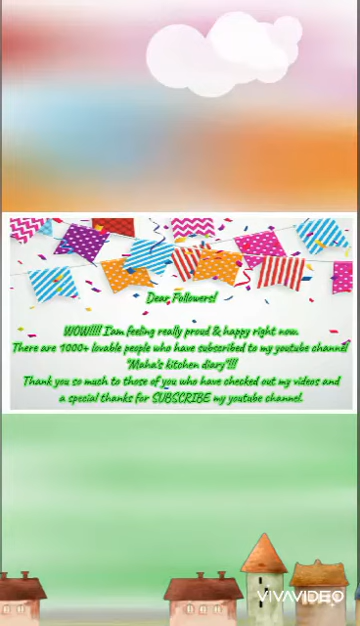 Dear Followers!
WOW!!!! I'am feeling really proud & happy right now.
There are 1000+ lovable people who have subscribed to my youtube channel
"Maha's kitchen diary"!!!
Thank you so much to those of you who have checked out my videos and
a special thanks for SUBSCRIBE my youtube channel.
VIVAVIDEO